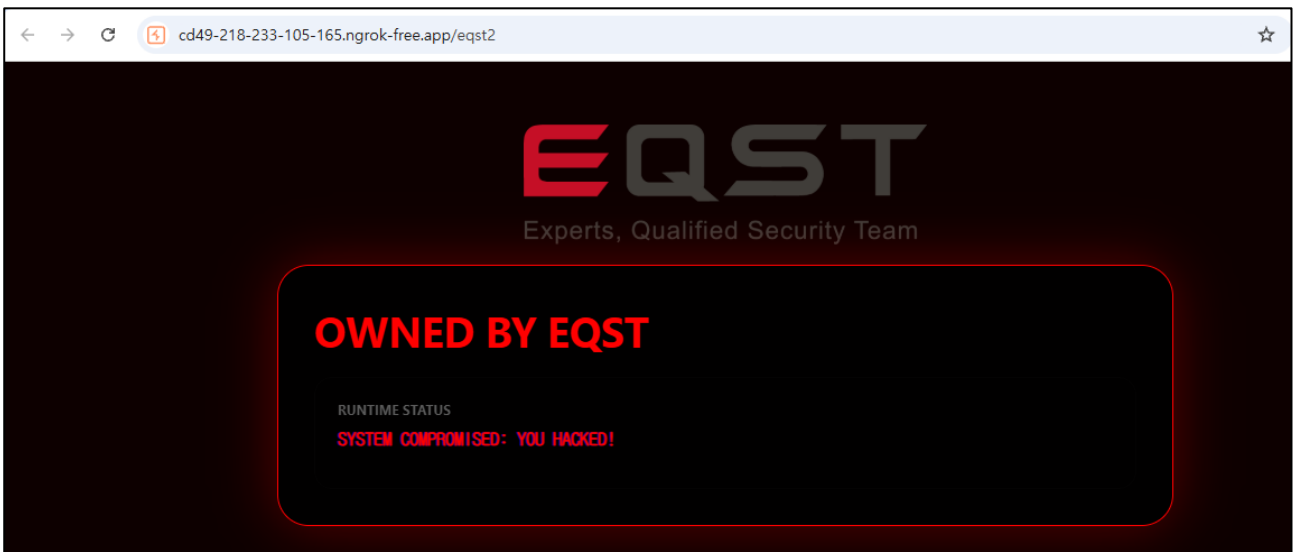 cd49-218-233-105-165.ngrok-free.app/eqst2
EQST
Experts, Qualified Security Team
OWNED BY EQST
RUNTIME STATUS
SYSTEM COMPROMISED: YOU HACKED!